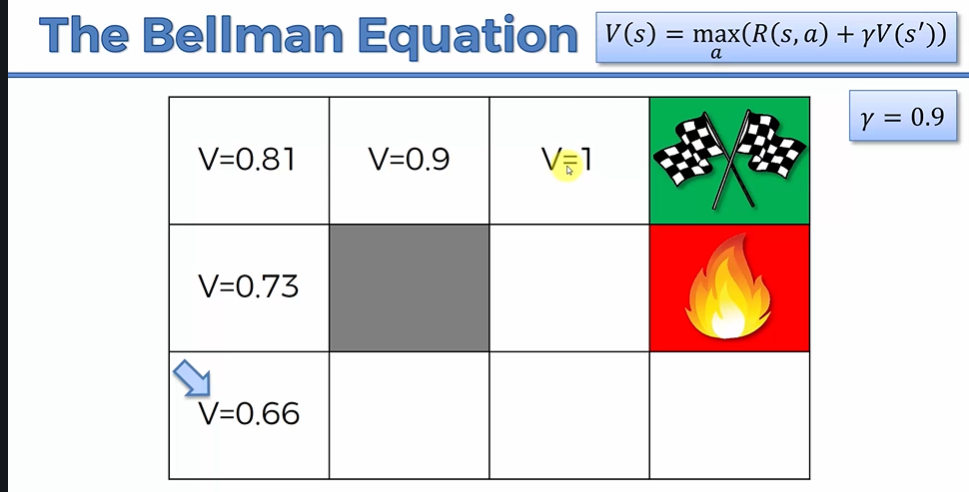 The Bellman Equation
V(s) = max(R(s, a) + γV(s′))
a
γ = 0.9
V=0.81 V=0.9 V=1
V=0.73
V=0.66